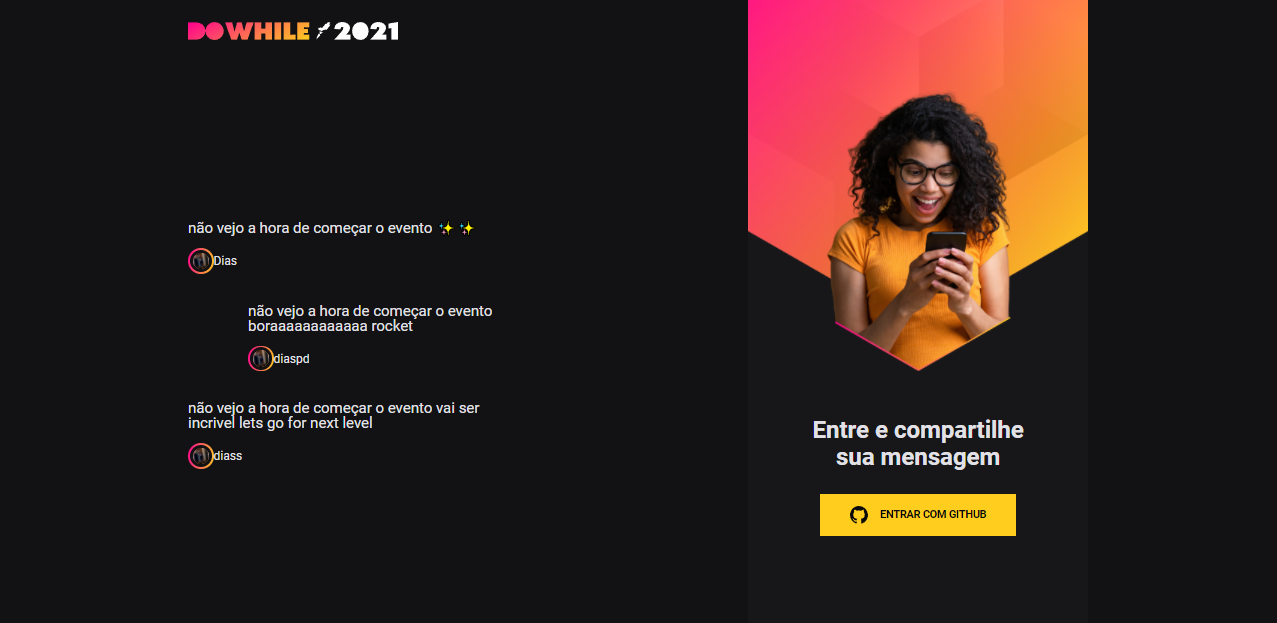 DOWHILE 2021
não vejo a hora de começar o evento ✨ ✨
Dias
não vejo a hora de começar o evento
boraaaaaaaaaaaa rocket
diaspd
não vejo a hora de começar o evento vai ser
incrivel lets go for next level
diass
Entre e compartilhe
sua mensagem
ENTRAR COM GITHUB